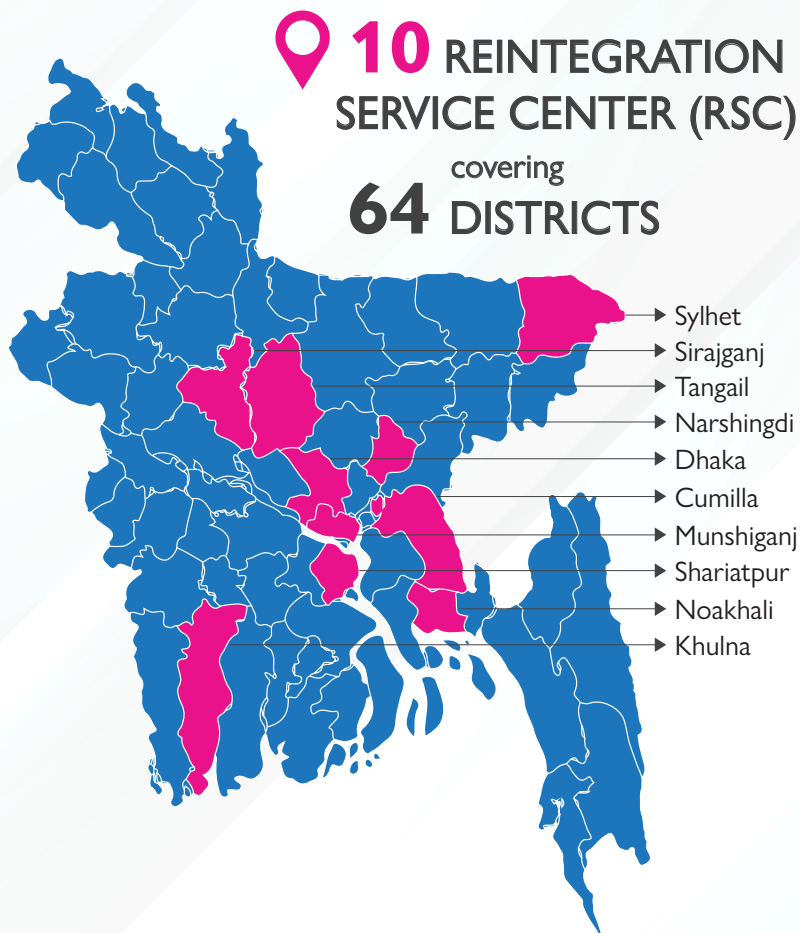 10 REINTEGRATION
SERVICE CENTER (RSC)
covering
64 DISTRICTS
Sylhet
Sirajganj
Tangail
Narshingdi
Dhaka
Cumilla
Munshiganj
Shariatpur
Noakhali
Khulna